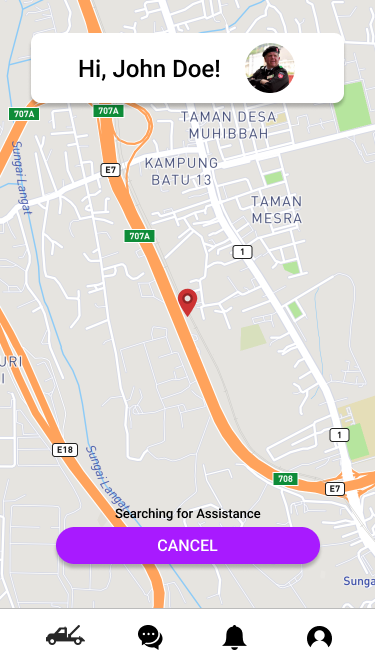 Hi, John Doe!
707A
707A
TAMAN DESA
MUHIBBAH
Sungai Langat
E7
KAMPUNG
BATU 13
TAMAN
MESRA
707A
1
URI
I
1
E18
Sungai Langat
708
E7
Searching for Assistance
CANCEL
Sunga